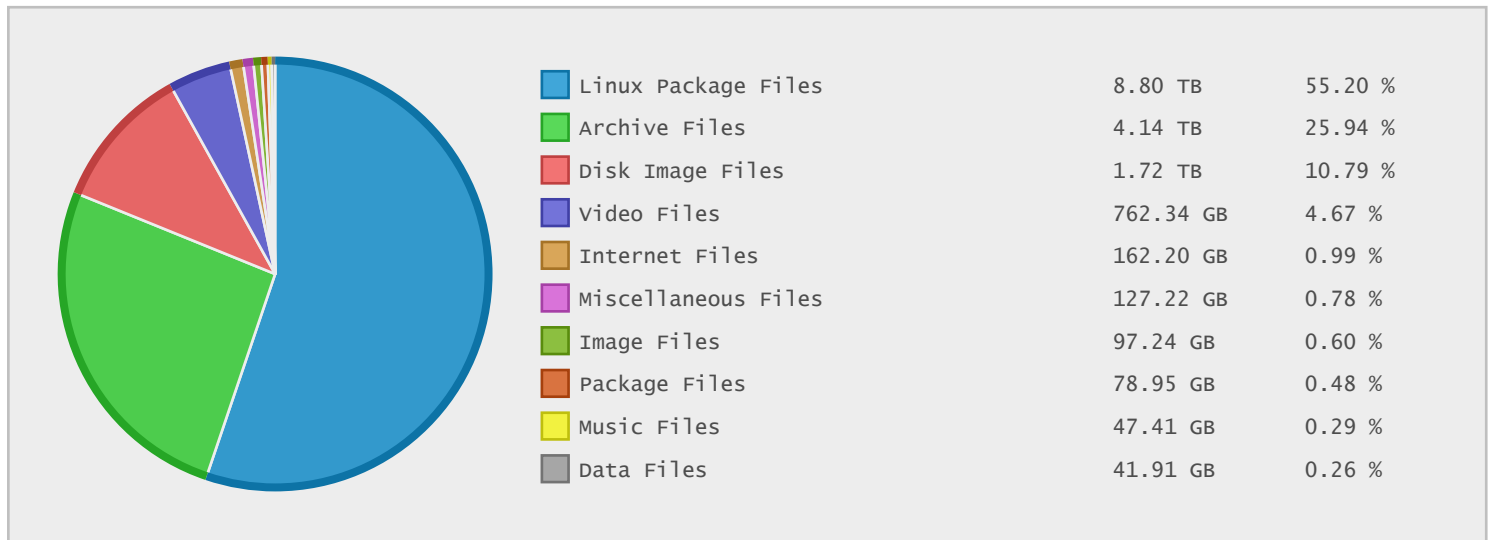 Linux Package Files 8.80 TB 55.20 %
Archive Files 4.14 TB 25.94 %
Disk Image Files 1.72 TB 10.79 %
Video Files 762.34 GB 4.67 %
Internet Files 162.20 GB 0.99 %
Miscellaneous Files 127.22 GB 0.78 %
Image Files 97.24 GB 0.60 %
Package Files 78.95 GB 0.48 %
Music Files 47.41 GB 0.29 %
Data Files 41.91 GB 0.26 %